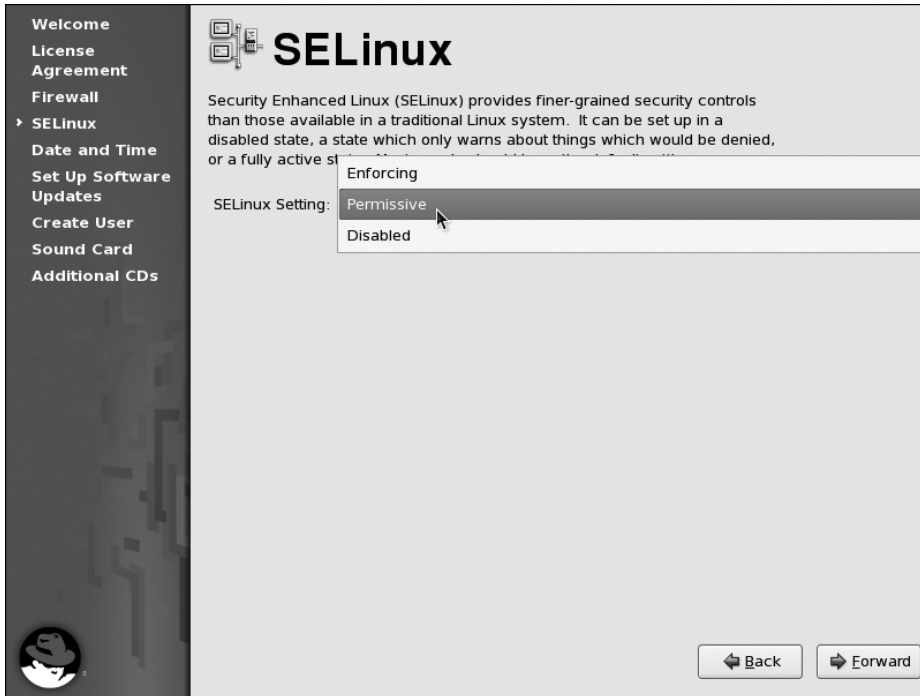 Welcome
License
Agreement
Firewall
SELinux
Date and Time
Set Up Software
Updates
Create User
Sound Card
Additional CDs
SELinux
Security Enhanced Linux (SELinux) provides finer-grained security controls
than those available in a traditional Linux system. It can be set up in a
disabled state, a state which only warns about things which would be denied,
or a fully active
SELinux Setting:
Enforcing
Permissive
Disabled
Back
Forward